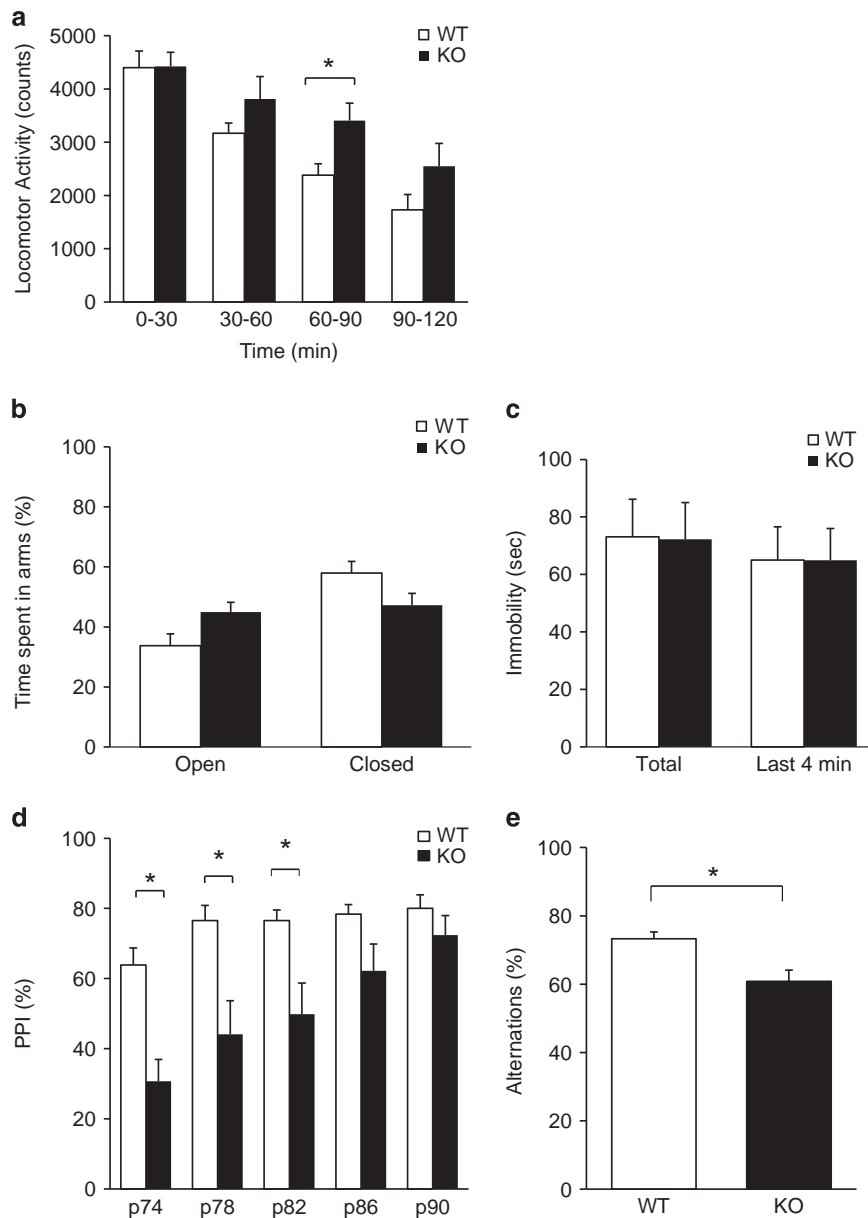 a
WT
KO
*
5000
4000
3000
2000
1000
0
Locomotor Activity (counts)
0-30 30-60 60-90 90-120
Time (min)
b
WT
KO
100
80
60
40
20
0
Time spent in arms (%)
Open Closed
c
WT
KO
100
80
60
40
20
0
Immobility (sec)
Total Last 4 min
d
WT
KO
* * *
100
80
60
40
20
0
PPI (%)
p74 p78 p82 p86 p90
e
*
100
80
60
40
20
0
Alternations (%)
WT KO